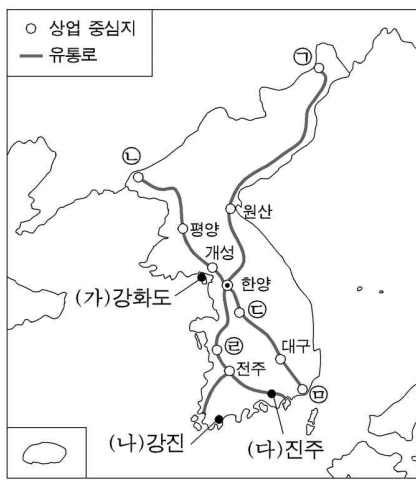 상업 중심지
유통로
㉠
㉡
원산
평양
개성
(가)강화도
한양
㉢
㉣
대구
전주
㉤
(나)강진
(다)진주